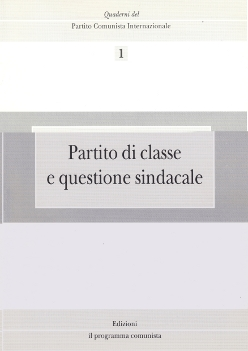 Quaderni del
Partito Comunista Internazionale
1
Partito di classe
e questione sindacale
Edizioni
il programma comunista